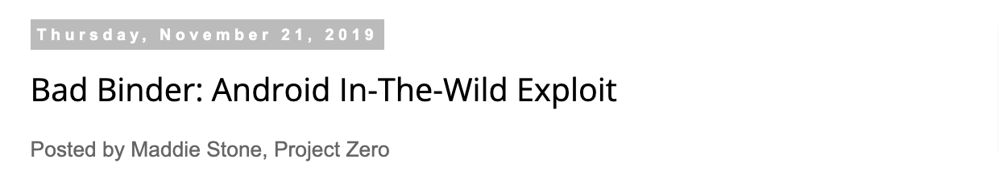 Thursday, November 21, 2019
Bad Binder: Android In-The-Wild Exploit
Posted by Maddie Stone, Project Zero